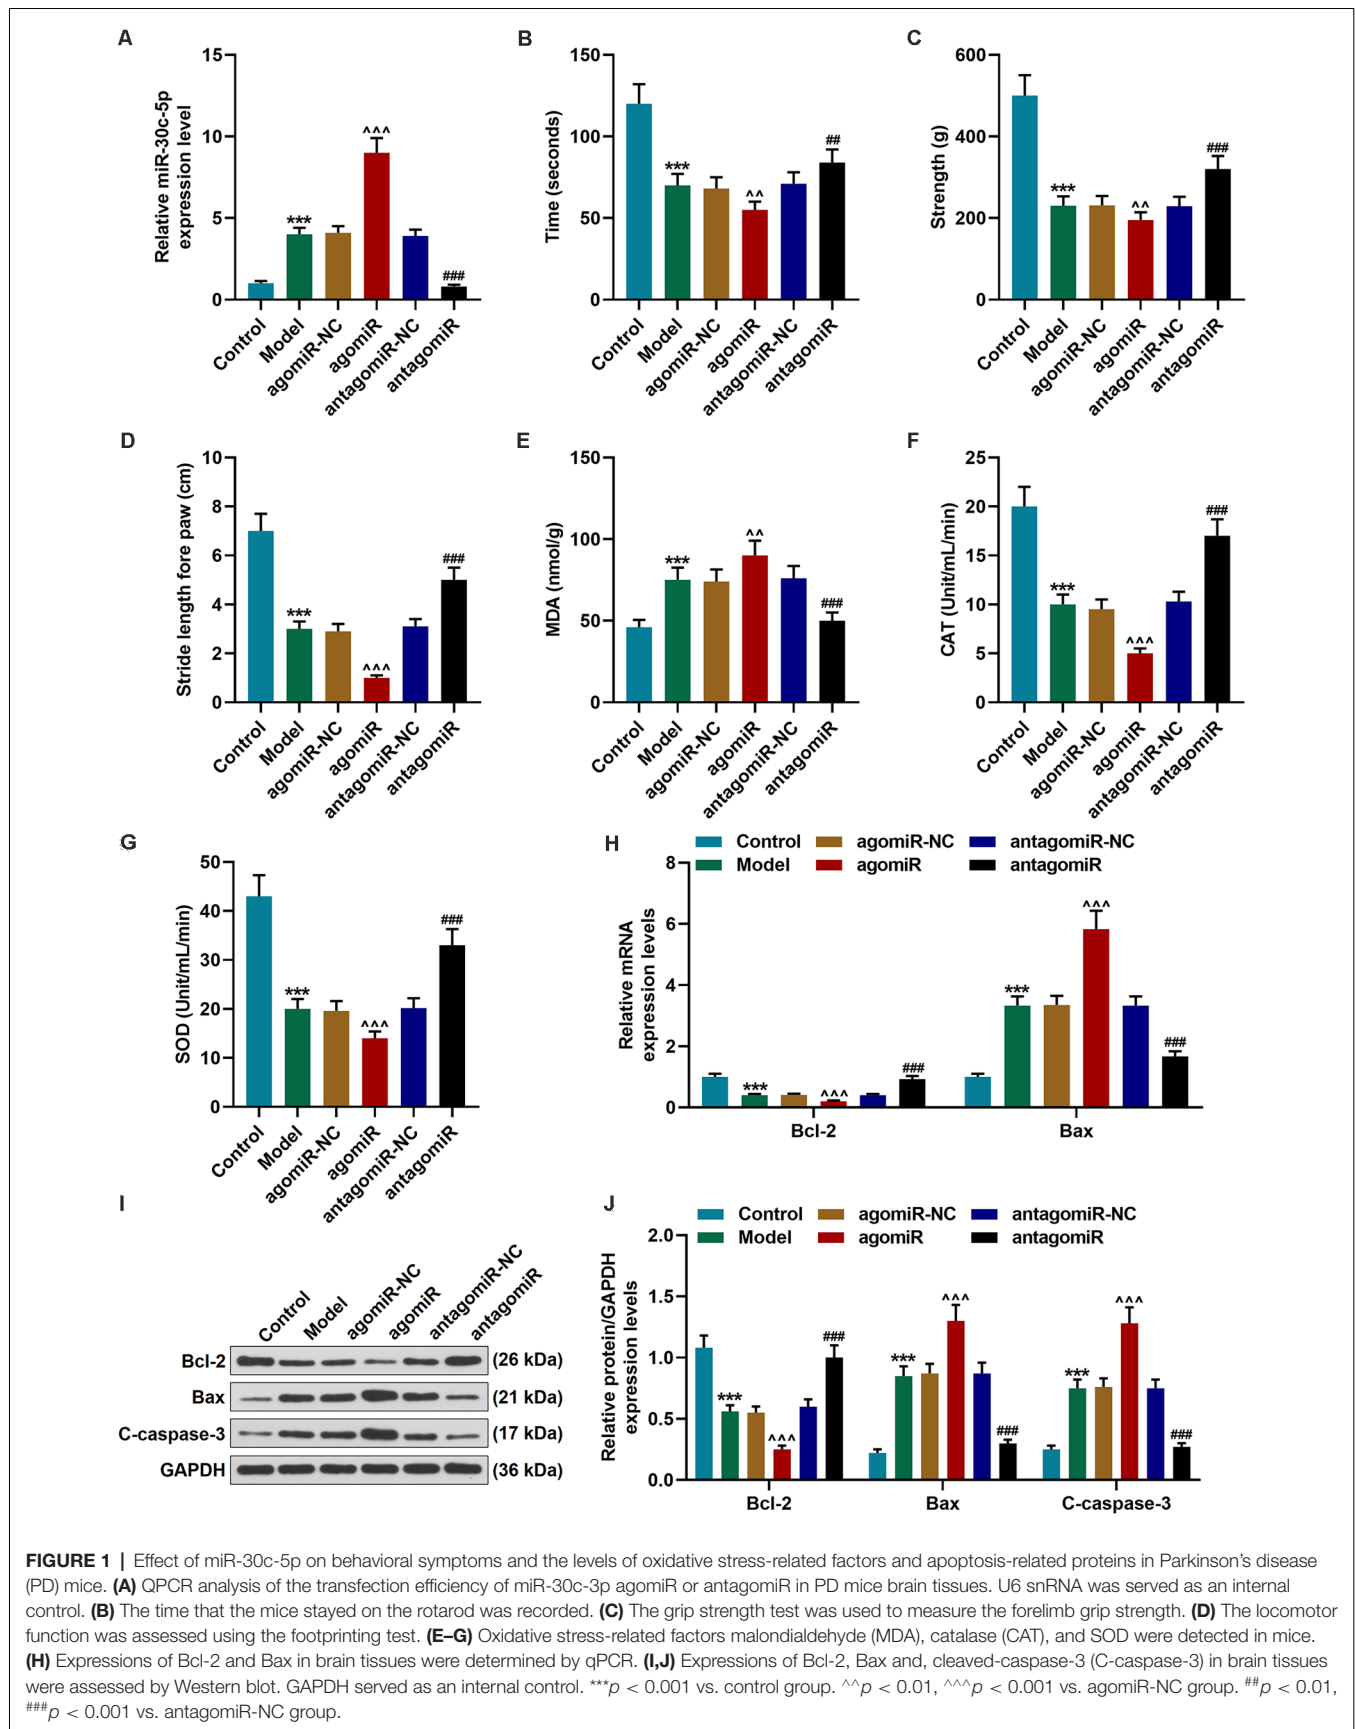 A
Relative miR-30c-5p
expression level
15
10
5
0
***
^^^
###
Control
Model
agomiR-NC
agomiR
antagomiR-NC
antagomiR
B
Time (seconds)
150
100
50
0
***
^^
##
Control
Model
agomiR-NC
agomiR
antagomiR-NC
antagomiR
C
Strength (g)
600
400
200
0
***
^^
###
Control
Model
agomiR-NC
agomiR
antagomiR-NC
antagomiR
D
Stride length fore paw (cm)
10
8
6
4
2
0
***
^^^
###
Control
Model
agomiR-NC
agomiR
antagomiR-NC
antagomiR
E
MDA (nmol/g)
150
100
50
0
***
^^
###
Control
Model
agomiR-NC
agomiR
antagomiR-NC
antagomiR
F
CAT (Unit/mL/min)
25
20
15
10
5
0
***
^^^
###
Control
Model
agomiR-NC
agomiR
antagomiR-NC
antagomiR
G
SOD (Unit/mL/min)
50
40
30
20
10
0
***
^^^
###
Control
Model
agomiR-NC
agomiR
antagomiR-NC
antagomiR
H
Control agomiR-NC antagomiR-NC
Model agomiR antagomiR
Relative mRNA
expression levels
8
6
4
2
0
***
^^^
###
***
^^^
###
Bcl-2 Bax
I
Control
Model
agomiR-NC
agomiR
antagomiR-NC
antagomiR
Bcl-2 (26 kDa)
Bax (21 kDa)
C-caspase-3 (17 kDa)
GAPDH (36 kDa)
J
Control agomiR-NC antagomiR-NC
Model agomiR antagomiR
Relative protein/GAPDH
expression levels
2.0
1.5
1.0
0.5
0.0
***
^^^
###
***
^^^
###
***
^^^
###
Bcl-2 Bax C-caspase-3
FIGURE 1 | Effect of miR-30c-5p on behavioral symptoms and the levels of oxidative stress-related factors and apoptosis-related proteins in Parkinson's disease
(PD) mice. (A) QPCR analysis of the transfection efficiency of miR-30c-3p agomiR or antagomiR in PD mice brain tissues. U6 snRNA was served as an internal
control. (B) The time that the mice stayed on the rotarod was recorded. (C) The grip strength test was used to measure the forelimb grip strength. (D) The locomotor
function was assessed using the footprinting test. (E–G) Oxidative stress-related factors malondialdehyde (MDA), catalase (CAT), and SOD were detected in mice.
(H) Expressions of Bcl-2 and Bax in brain tissues were determined by qPCR. (I,J) Expressions of Bcl-2, Bax and, cleaved-caspase-3 (C-caspase-3) in brain tissues
were assessed by Western blot. GAPDH served as an internal control. ***p < 0.001 vs. control group. ^^p < 0.01, ^^^p < 0.001 vs. agomiR-NC group. ##p < 0.01,
###p < 0.001 vs. antagomiR-NC group.